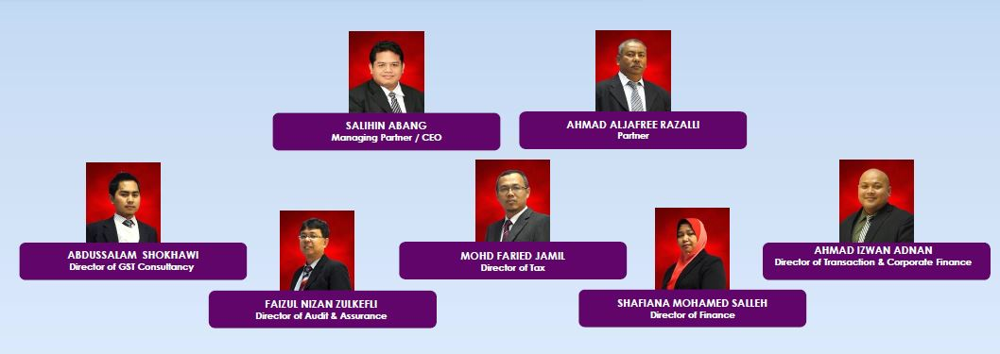 SALIHIN ABANG
Managing Partner / CEO
AHMAD ALJAFREE RAZALLI
Partner
ABDUSSALAM SHOKHAWI
Director of GST Consultancy
FAIZUL NIZAN ZULKEFLI
Director of Audit & Assurance
MOHD FARIED JAMIL
Director of Tax
SHAFIANA MOHAMED SALLEH
Director of Finance
AHMAD IZWAN ADNAN
Director of Transaction & Corporate Finance